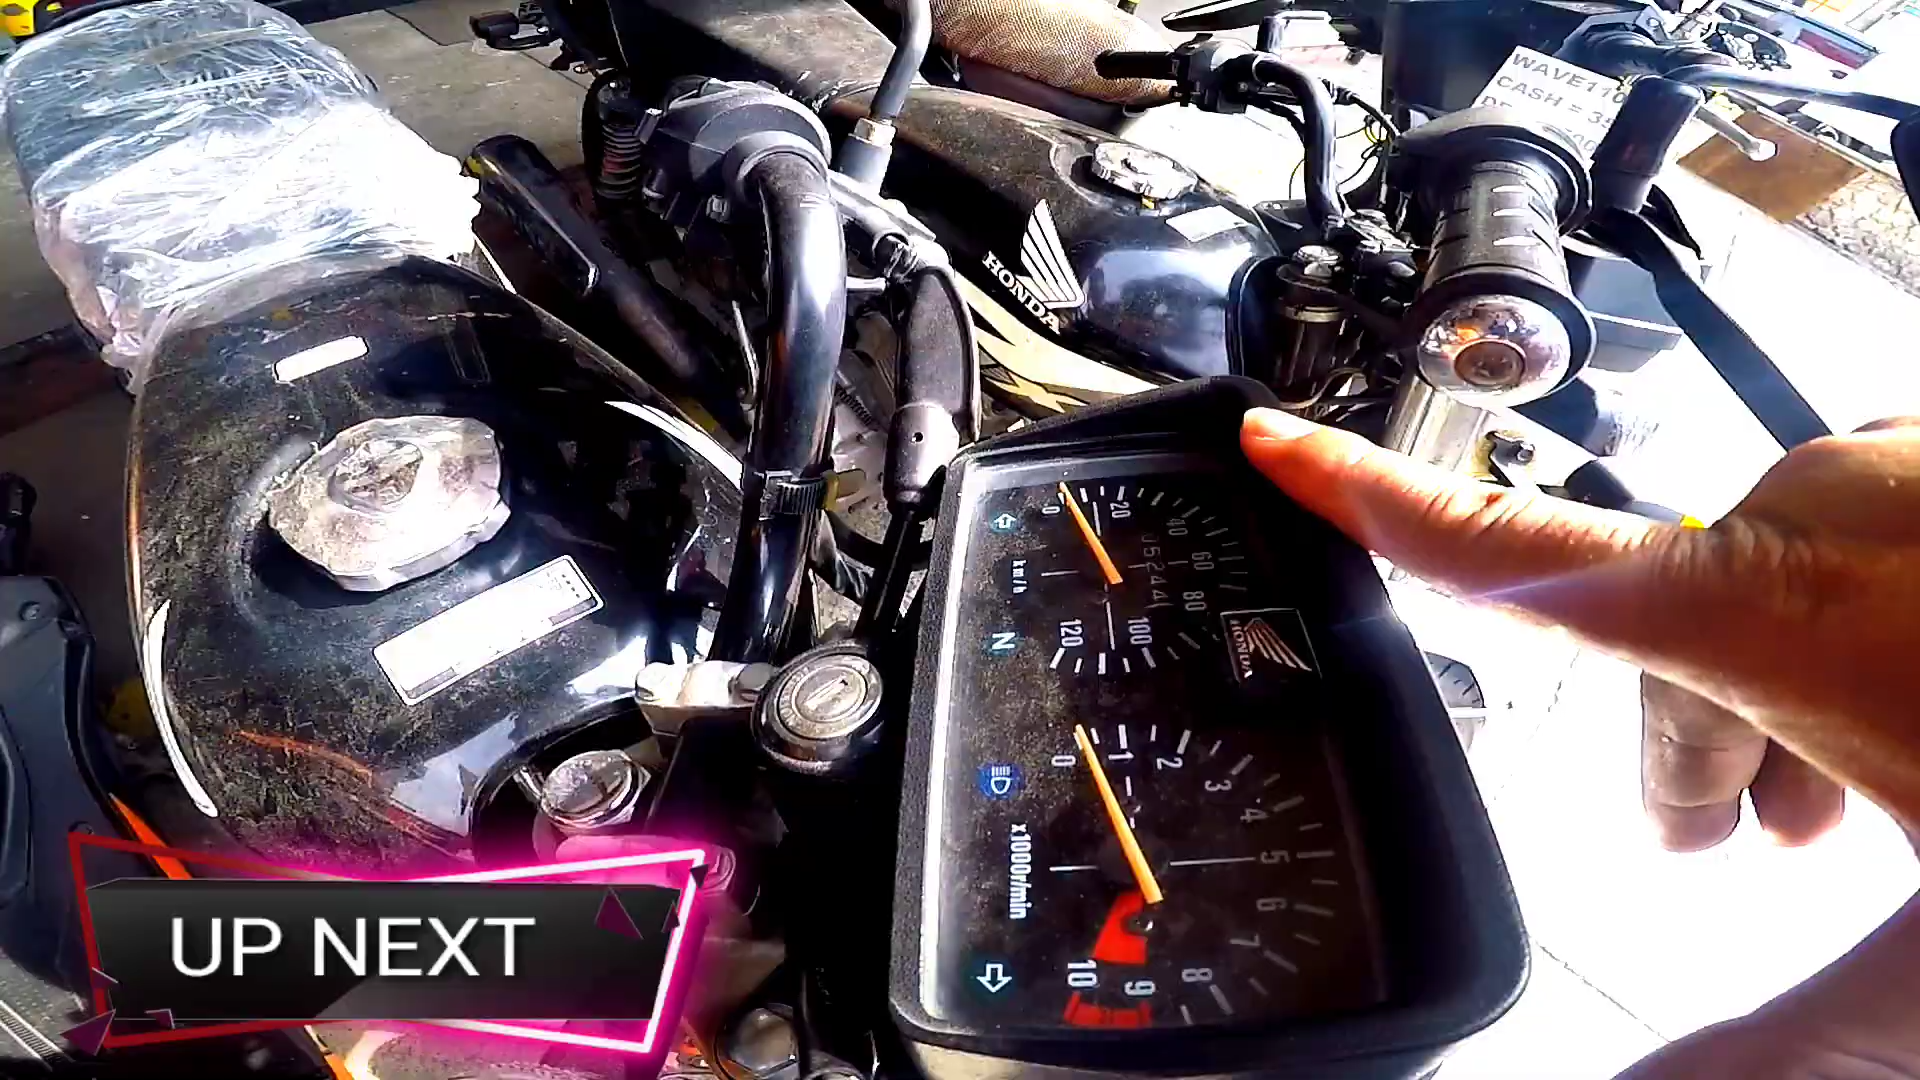 WAVE110
CASH = 3
HONDA
0 20 40 60 80 100 120
km/h
N
HONDA
0 1 2 3 4 5 6 7 8 9 10
x1000r/min
UP NEXT